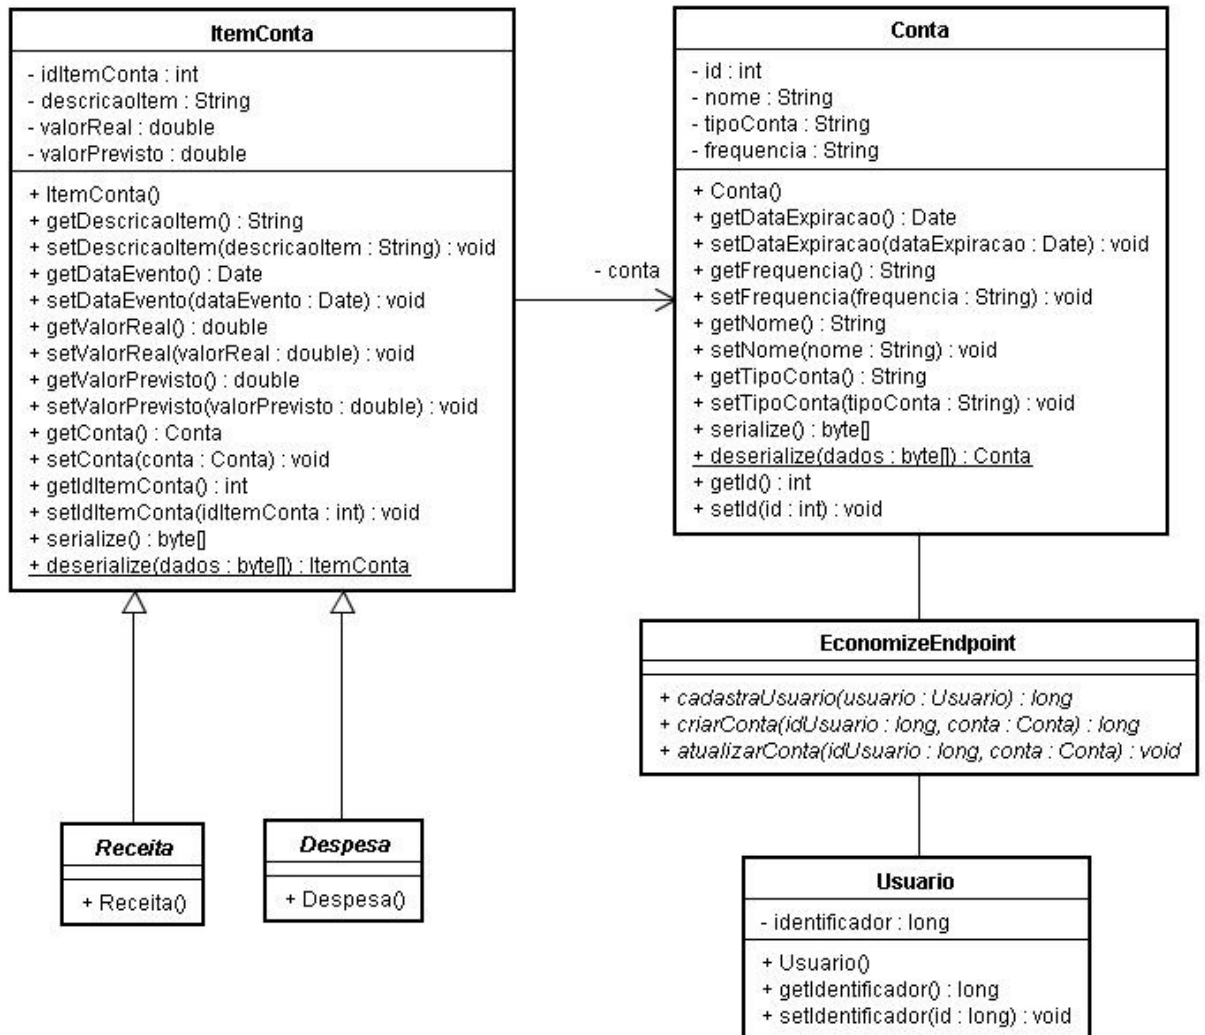 ItemConta
- idItemConta : int
- descricaoItem : String
- valorReal : double
- valorPrevisto : double
+ ItemConta()
+ getDescricaoItem() : String
+ setDescricaoItem(descricaoItem : String) : void
+ getDataEvento() : Date
+ setDataEvento(dataEvento : Date) : void
+ getValorReal() : double
+ setValorReal(valorReal : double) : void
+ getValorPrevisto() : double
+ setValorPrevisto(valorPrevisto : double) : void
+ getConta() : Conta
+ setConta(conta : Conta) : void
+ getIdItemConta() : int
+ setIdItemConta(idItemConta : int) : void
+ serialize() : byte[]
+ deserialize(dados : byte[]) : ItemConta
- conta
Conta
- id : int
- nome : String
- tipoConta : String
- frequencia : String
+ Conta()
+ getDataExpiracao() : Date
+ setDataExpiracao(dataExpiracao : Date) : void
+ getFrequencia() : String
+ setFrequencia(frequencia : String) : void
+ getNome() : String
+ setNome(nome : String) : void
+ getTipoConta() : String
+ setTipoConta(tipoConta : String) : void
+ serialize() : byte[]
+ deserialize(dados : byte[]) : Conta
+ getId() : int
+ setId(id : int) : void
EconomizeEndpoint
+ cadastraUsuario(usuario : Usuario) : long
+ criarConta(idUsuario : long, conta : Conta) : long
+ atualizarConta(idUsuario : long, conta : Conta) : void
Receita
+ Receita()
Despesa
+ Despesa()
Usuario
- identificador : long
+ Usuario()
+ getIdentificador() : long
+ setIdentificador(id : long) : void